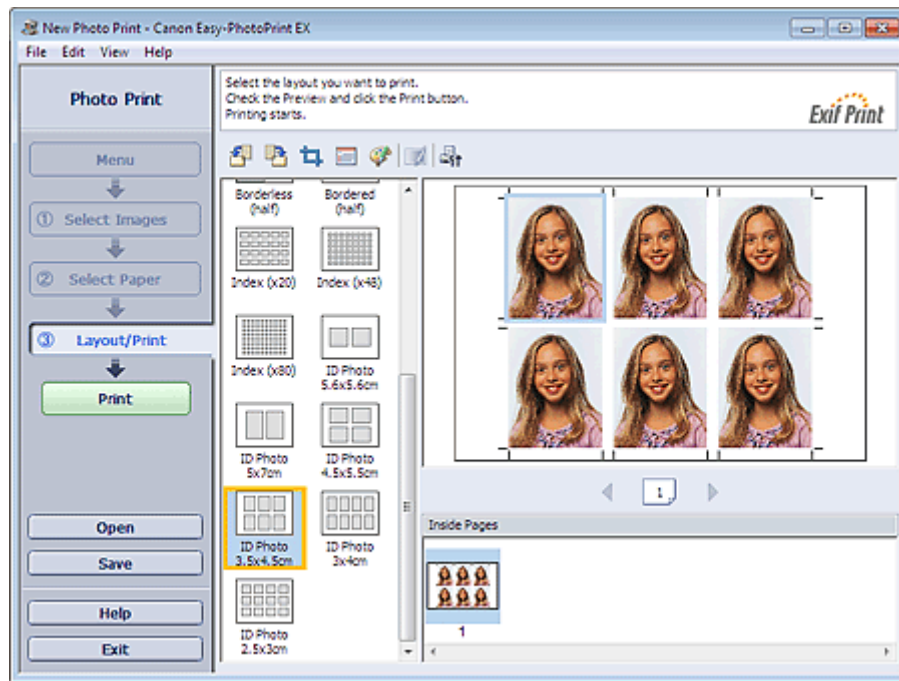 New Photo Print - Canon Easy-PhotoPrint EX
File Edit View Help
Photo Print
Select the layout you want to print.
Check the Preview and click the Print button.
Printing starts.
Exif Print
Menu
① Select Images
② Select Paper
③ Layout/Print
Print
Open
Save
Help
Exit
Borderless
(half)
Bordered
(half)
Index (x20)
Index (x48)
Index (x80)
ID Photo
5.6x5.6cm
ID Photo
5x7cm
ID Photo
4.5x5.5cm
ID Photo
3.5x4.5cm
ID Photo
3x4cm
ID Photo
2.5x3cm
1
Inside Pages
1